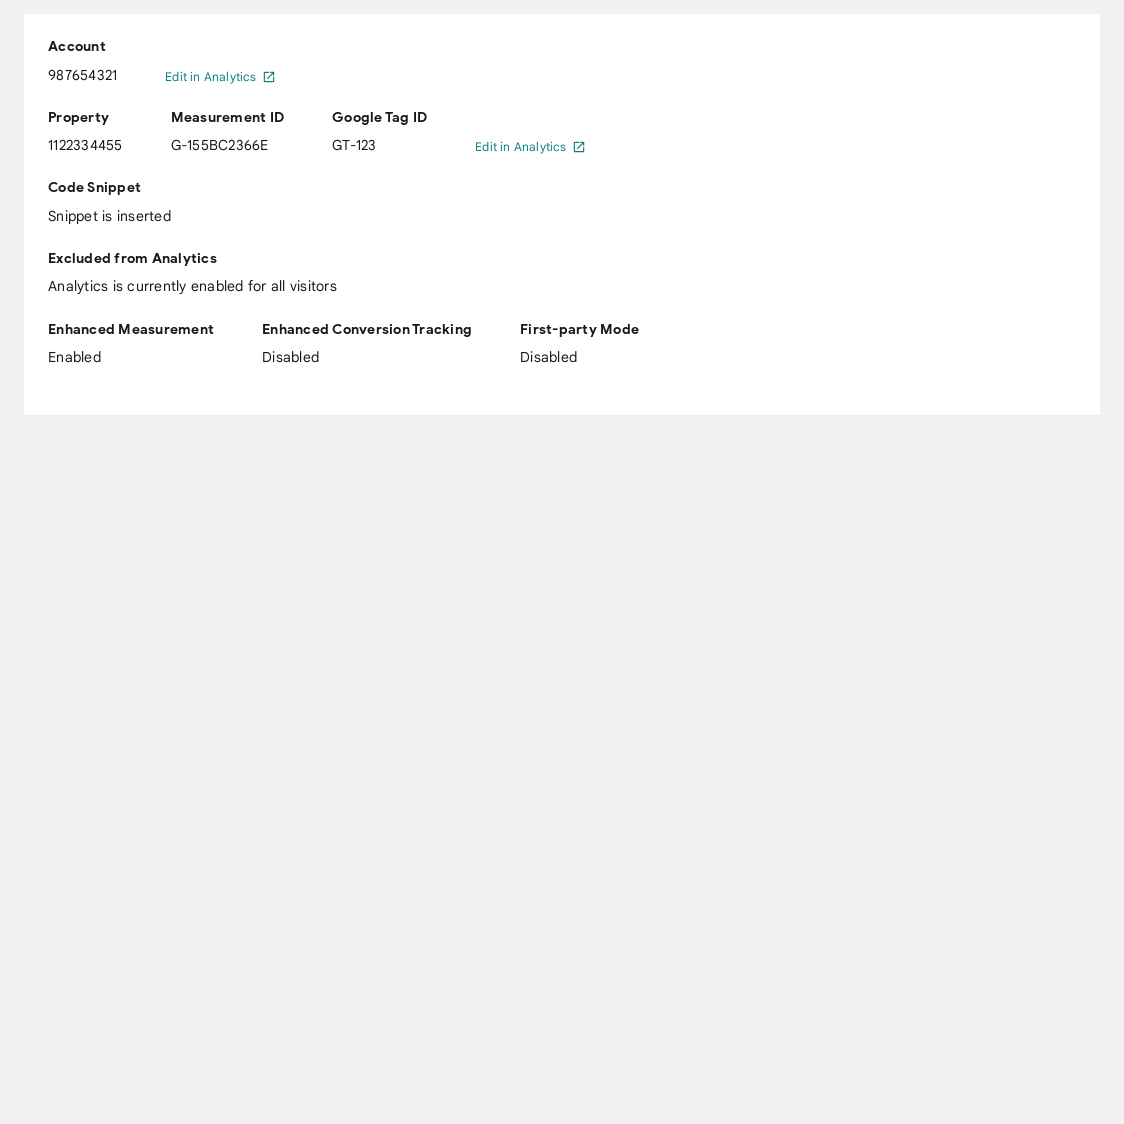 Account
987654321 Edit in Analytics
Property Measurement ID Google Tag ID
1122334455 G-155BC2366E GT-123 Edit in Analytics
Code Snippet
Snippet is inserted
Excluded from Analytics
Analytics is currently enabled for all visitors
Enhanced Measurement Enhanced Conversion Tracking First-party Mode
Enabled Disabled Disabled